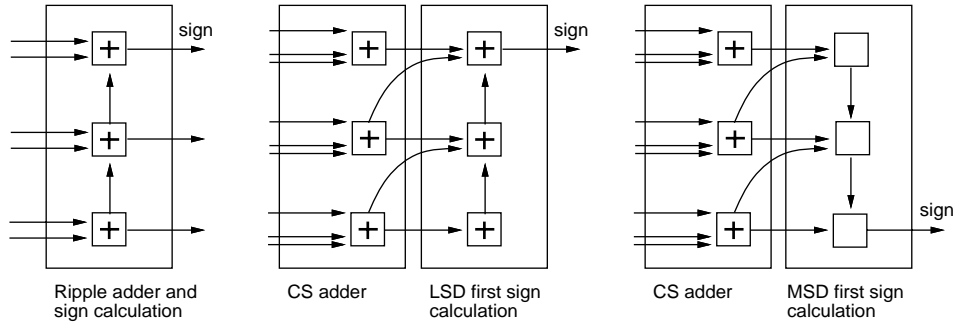 sign
sign
sign
+
+
+
+
+
+
+
+
+
+
+
+
Ripple adder and
sign calculation
CS adder
LSD first sign
calculation
CS adder
MSD first sign
calculation